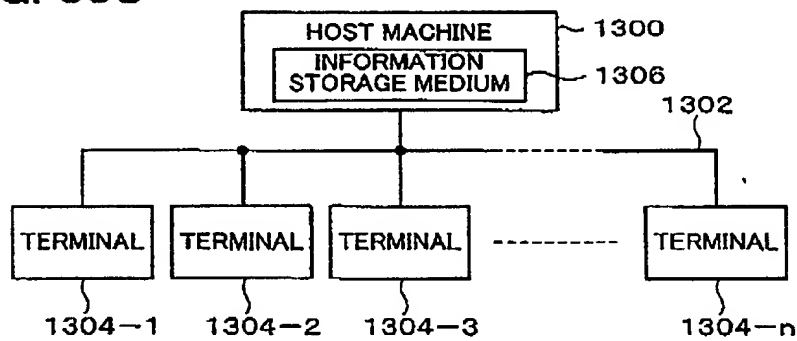 HOST MACHINE
1300
INFORMATION
STORAGE MEDIUM
1306
1302
TERMINAL
TERMINAL
TERMINAL
TERMINAL
1304-1
1304-2
1304-3
1304-n